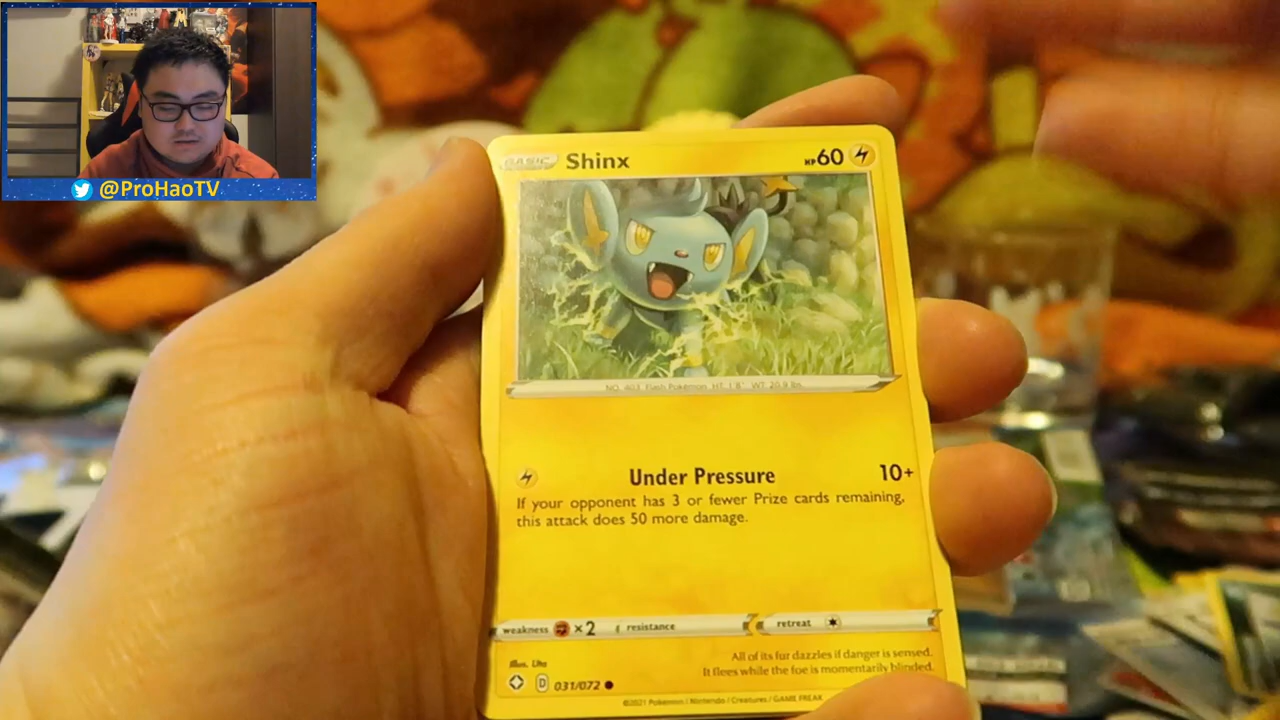 @ProHaoTV
BASIC Shinx HP60
NO. 403 Flash Pokémon HT: 1'8" WT: 20.9 lbs.
Under Pressure 10+
If your opponent has 3 or fewer Prize cards remaining,
this attack does 50 more damage.
weakness ×2 resistance retreat
Illus. Uta
All of its fur dazzles if danger is sensed.
It flees while the foe is momentarily blinded.
D 031/072
©2021 Pokémon / Nintendo / Creatures / GAME FREAK